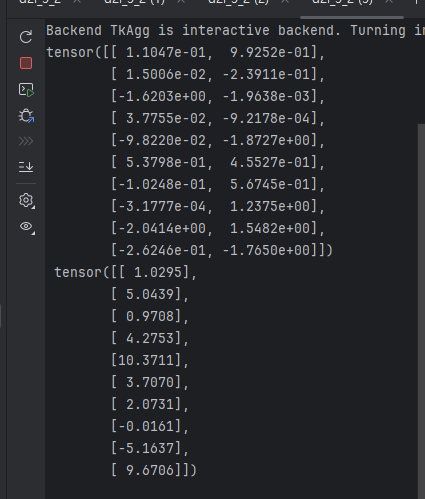 Backend TkAgg is interactive backend. Turning in
tensor([[ 1.1047e-01,  9.9252e-01],
        [ 1.5006e-02, -2.3911e-01],
        [-1.6203e+00, -1.9638e-03],
        [ 3.7755e-02, -9.2178e-04],
        [-9.8220e-02, -1.8727e+00],
        [ 5.3798e-01,  4.5527e-01],
        [-1.0248e-01,  5.6745e-01],
        [-3.1777e-04,  1.2375e+00],
        [-2.0414e+00,  1.5482e+00],
        [-2.6246e-01, -1.7650e+00]])
 tensor([[ 1.0295],
        [ 5.0439],
        [ 0.9708],
        [ 4.2753],
        [10.3711],
        [ 3.7070],
        [ 2.0731],
        [-0.0161],
        [-5.1637],
        [ 9.6706]])